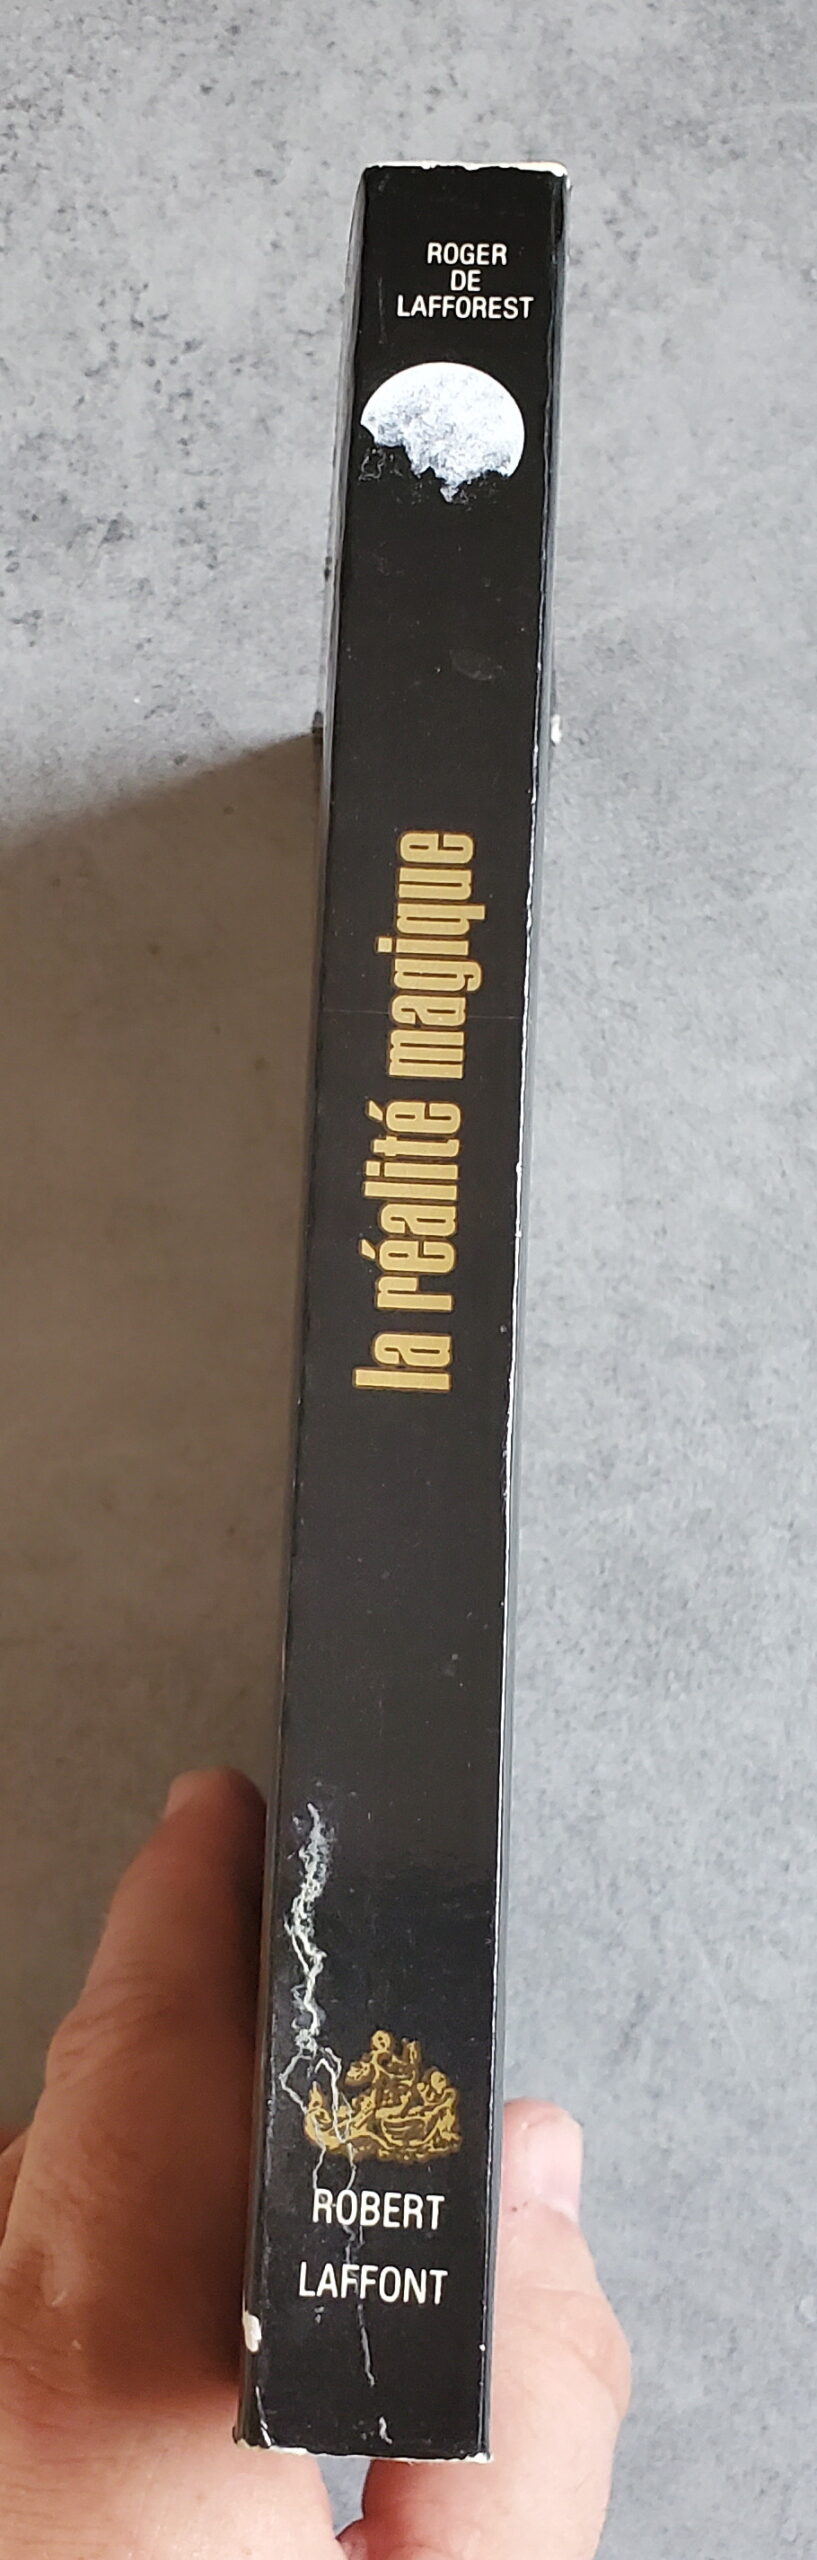 ROGER
DE
LAFFOREST
la réalité magique
ROBERT
LAFFONT